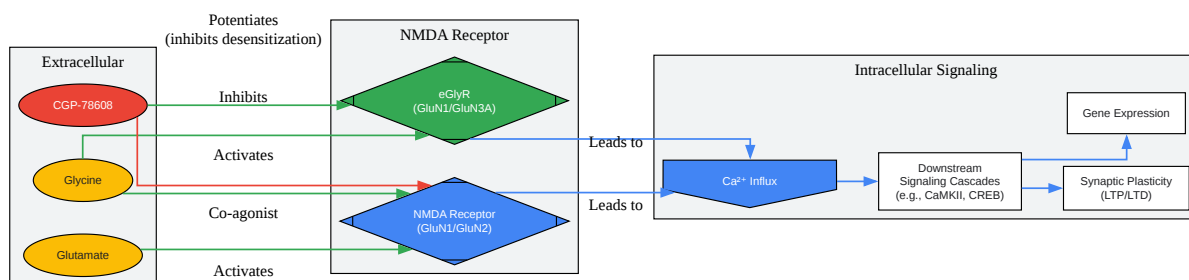 Potentiates
(inhibits desensitization)
NMDA Receptor
Extracellular
Intracellular Signaling
eGlyR
(GluN1/GluN3A)
CGP-78608
Inhibits
Gene Expression
Leads to
Activates
Glycine
Ca²⁺ Influx
Downstream
Signaling Cascades
(e.g., CaMKII, CREB)
Synaptic Plasticity
(LTP/LTD)
Leads to
Co-agonist
NMDA Receptor
(GluN1/GluN2)
Glutamate
Activates